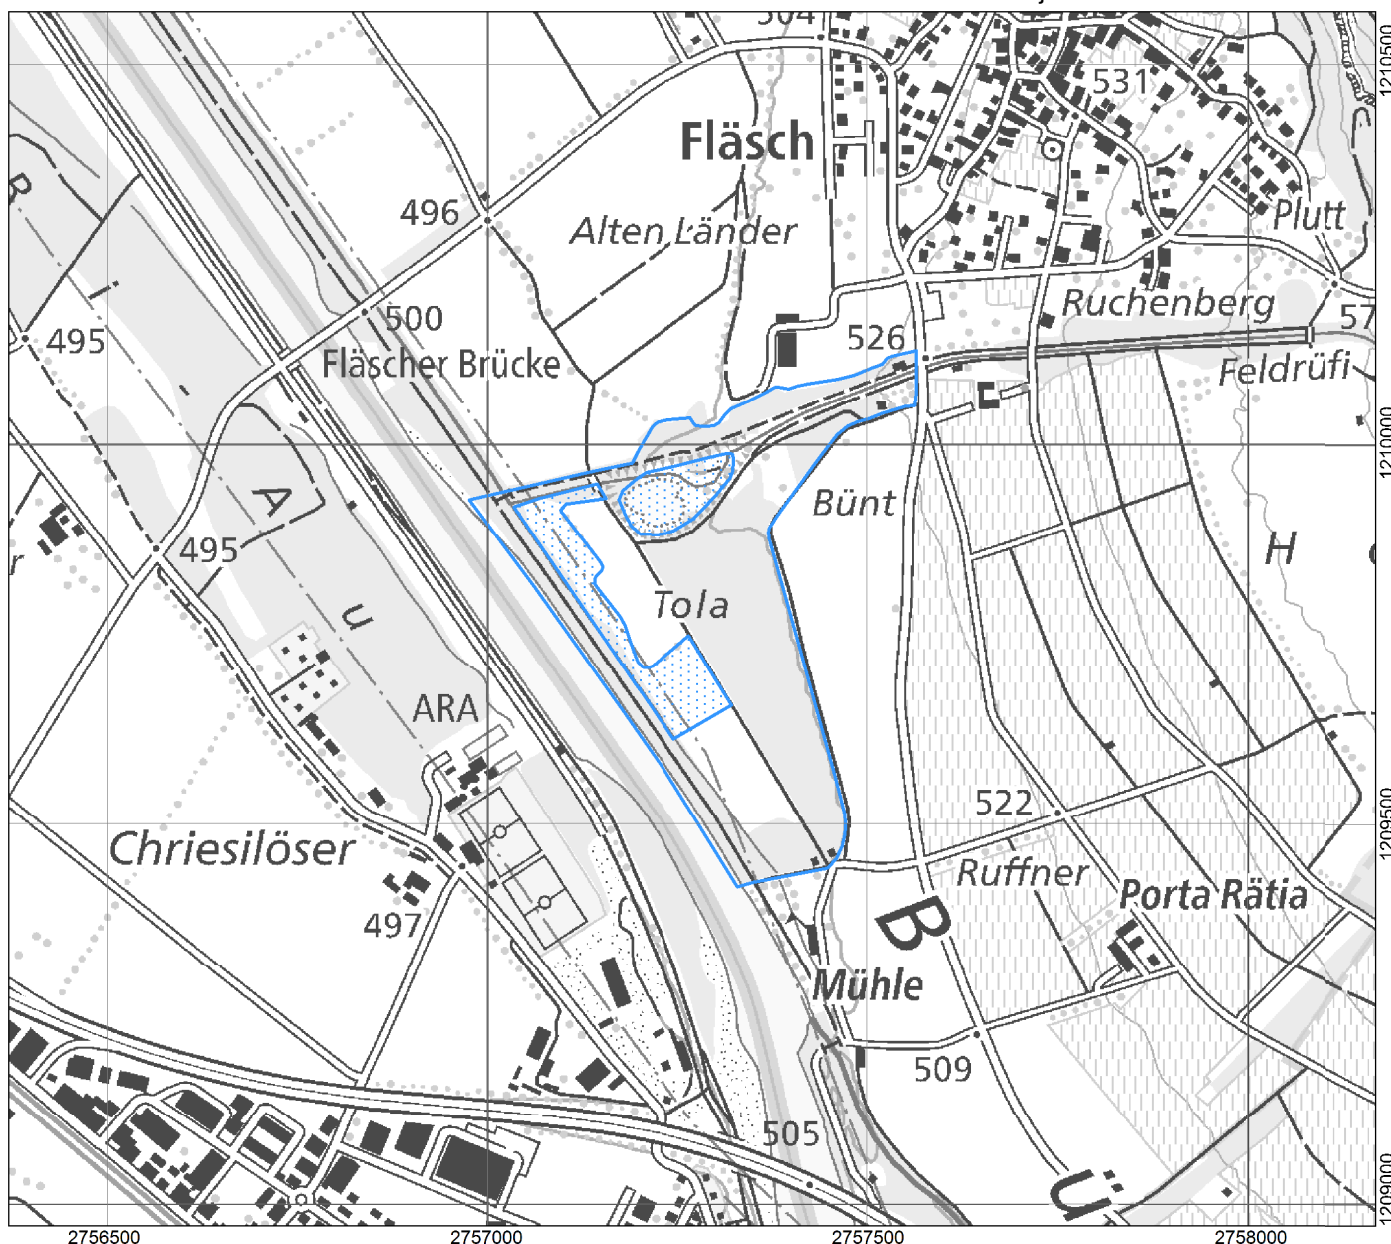 504
1210500
531
Fläsch
496
Alten Länder
Plutt
R
i
500
495
526
Ruchenberg
57
Fläscher Brücke
Feldrüfi
1210000
A
Bünt
495
H
r
u
Tola
ARA
522
1209500
Chriesilöser
Ruffner
Porta Rätia
497
B
Mühle
509
505
1209000
ü
2756500
2757000
2757500
2758000